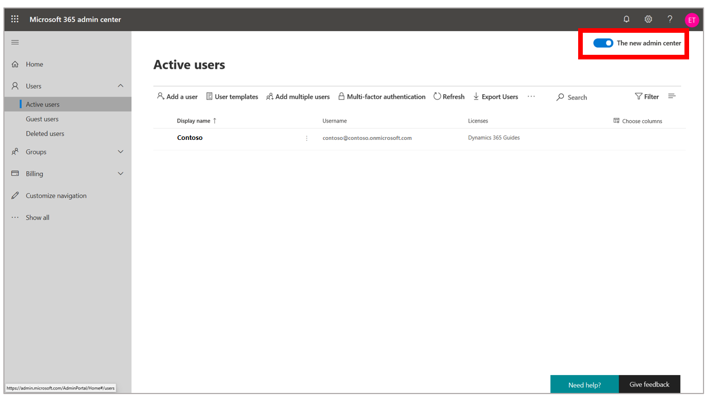 Microsoft 365 admin center
?
ET
The new admin center
Home
Users
Active users
Guest users
Deleted users
Groups
Billing
Customize navigation
Show all
Active users
Add a user User templates Add multiple users Multi-factor authentication Refresh Export Users ··· Search Filter
Display name ↑ Username Licenses Choose columns
Contoso contoso@contoso.onmicrosoft.com Dynamics 365 Guides
https://admin.microsoft.com/AdminPortal/Home#/users
Need help? Give feedback